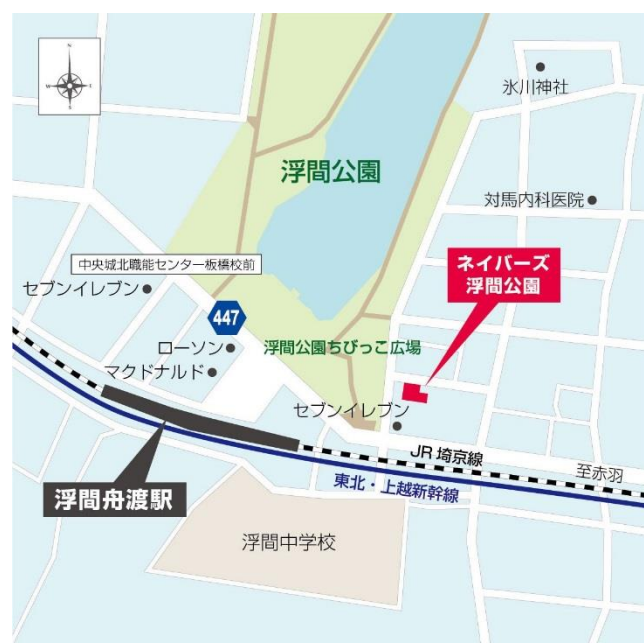 N
W
E
S
氷川神社
対馬内科医院
浮間公園
ネイバーズ
浮間公園
中央城北職能センター板橋校前
セブンイレブン
447
ローソン
マクドナルド
浮間公園ちびっこ広場
セブンイレブン
JR 埼京線
至赤羽
東北・上越新幹線
浮間舟渡駅
浮間中学校